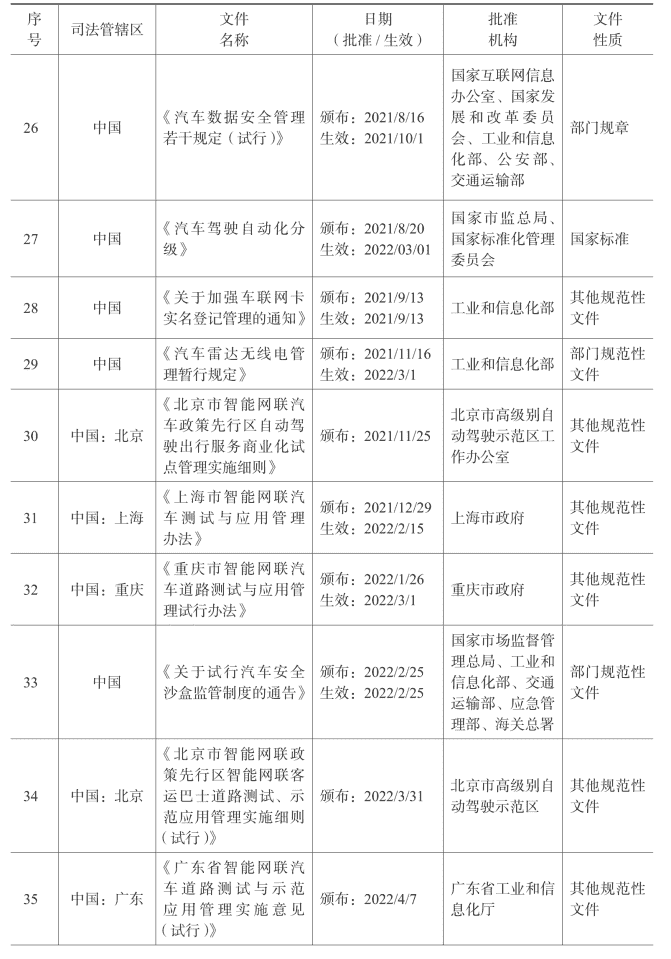 序号 司法管辖区 文件名称 日期（批准/生效） 批准机构 文件性质
26 中国 《汽车数据安全管理 颁布：2021/8/16 国家互联网信息 部门规章
若干规定（试行）》 生效：2021/10/1 办公室、国家发
展和改革委员
会、工业和信息
化部、公安部、
交通运输部
27 中国 《汽车驾驶自动化分 颁布：2021/8/20 国家市监总局、 国家标准
级》 生效：2022/03/01 国家标准化管理
委员会
28 中国 《关于加强车联网卡 颁布：2021/9/13 工业和信息化部 其他规范性
实名登记管理的通知》 生效：2021/9/13 文件
29 中国 《汽车雷达无线电管 颁布：2021/11/16 工业和信息化部 部门规范性
理暂行规定》 生效：2022/3/1 文件
30 中国：北京 《北京市智能网联汽 颁布：2021/11/25 北京市高级别自 其他规范性
车政策先行区自动驾 动驾驶示范区工 文件
驶出行服务商业化试 作办公室
点管理实施细则》
31 中国：上海 《上海市智能网联汽 颁布：2021/12/29 上海市政府 其他规范性
车测试与应用管理 生效：2022/2/15 文件
办法》
32 中国：重庆 《重庆市智能网联汽 颁布：2022/1/26 重庆市政府 其他规范性
车道路测试与应用管 生效：2022/3/1 文件
理试行办法》
33 中国 《关于试行汽车安全 颁布：2022/2/25 国家市场监督管 部门规范性
沙盒监管制度的通告》 生效：2022/2/25 理总局、工业和 文件
信息化部、交通
运输部、应急管
理部、海关总署
34 中国：北京 《北京市智能网联政 颁布：2022/3/31 北京市高级别自 其他规范性
策先行区智能网联客 动驾驶示范区 文件
运巴士道路测试、示
范应用管理实施细则
（试行）》
35 中国：广东 《广东省智能网联汽 颁布：2022/4/7 广东省工业和信 其他规范性
车道路测试与示范 息化厅 文件
应用管理实施意见
（试行）》